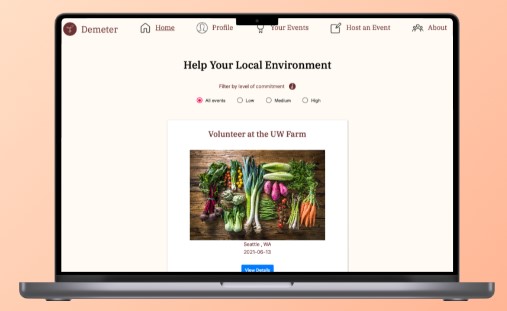 Demeter Home Profile Your Events Host an Event About
Help Your Local Environment
Filter by level of commitment i
All events Low Medium High
Volunteer at the UW Farm
Seattle , WA
2021-06-13
View Details